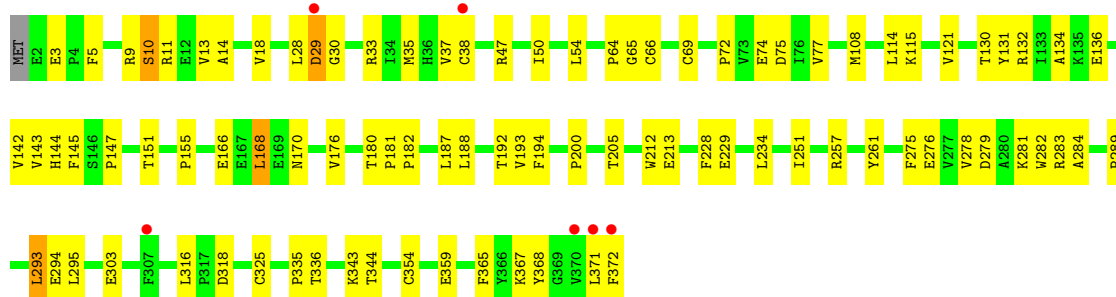 MET E2 E3 P4 F5 R9 S10 R11 E12 V13 A14 V18 L28 D29 G30 R33 I34 M35 H36 V37 C38 R47 I50 L54 P64 G65 C66 C69 P72 V73 E74 D75 I76 V77 M108 L114 K115 V121 T130 Y131 R132 I133 A134 K135 E136
V142 V143 H144 F145 S146 P147 T151 P155 E166 E167 L168 E169 N170 V176 T180 P181 P182 L187 L188 T192 V193 F194 P200 T205 W212 E213 F228 E229 L234 I251 R257 Y261 F275 E276 V277 V278 D279 A280 K281 W282 R283 A284
L293 E294 L295 E303 F307 L316 P317 D318 C325 P335 T336 K343 T344 C354 E359 F365 Y366 K367 Y368 G369 V370 L371 F372